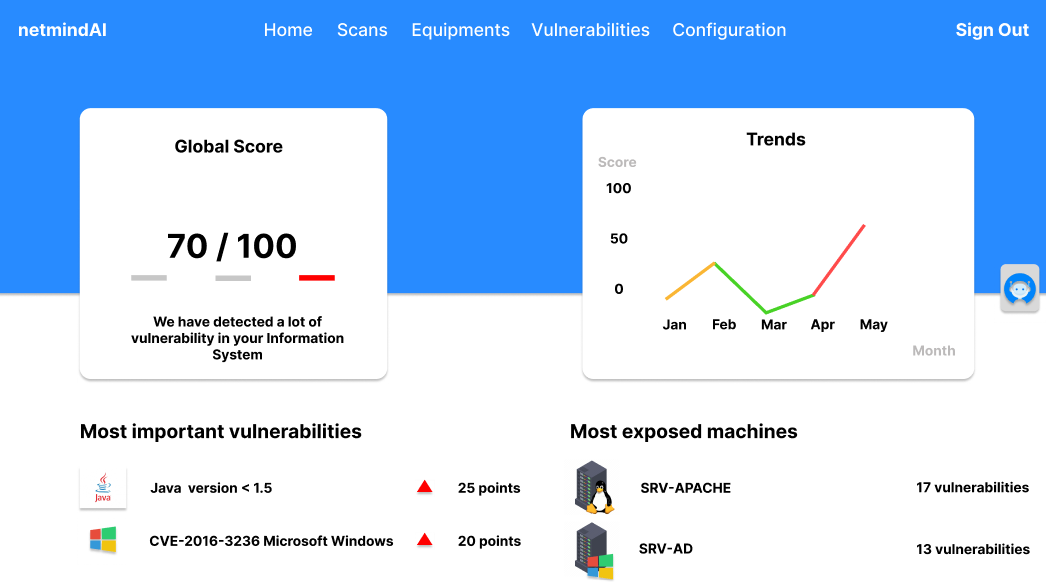 netmindAI
Home Scans Equipments Vulnerabilities Configuration
Sign Out
Global Score
70 / 100
We have detected a lot of
vulnerability in your Information
System
Trends
Score
100
50
0
Jan Feb Mar Apr May
Month
Most important vulnerabilities
Java
Java version < 1.5
25 points
CVE-2016-3236 Microsoft Windows
20 points
Most exposed machines
SRV-APACHE
17 vulnerabilities
SRV-AD
13 vulnerabilities